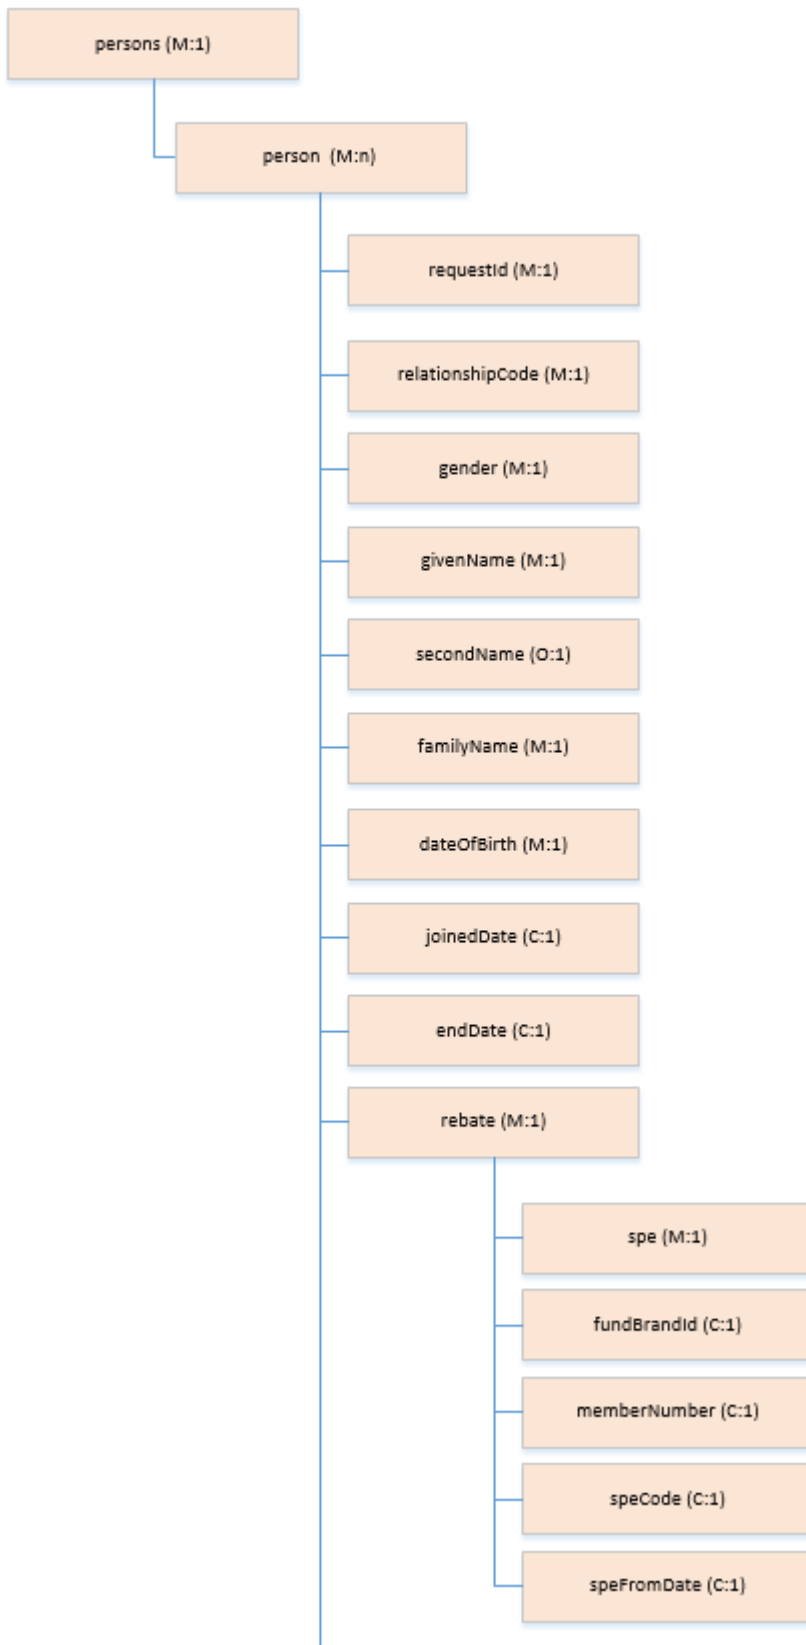 persons (M:1)
person (M:n)
requestId (M:1)
relationshipCode (M:1)
gender (M:1)
givenName (M:1)
secondName (O:1)
familyName (M:1)
dateOfBirth (M:1)
joinedDate (C:1)
endDate (C:1)
rebate (M:1)
spe (M:1)
fundBrandId (C:1)
memberNumber (C:1)
speCode (C:1)
speFromDate (C:1)